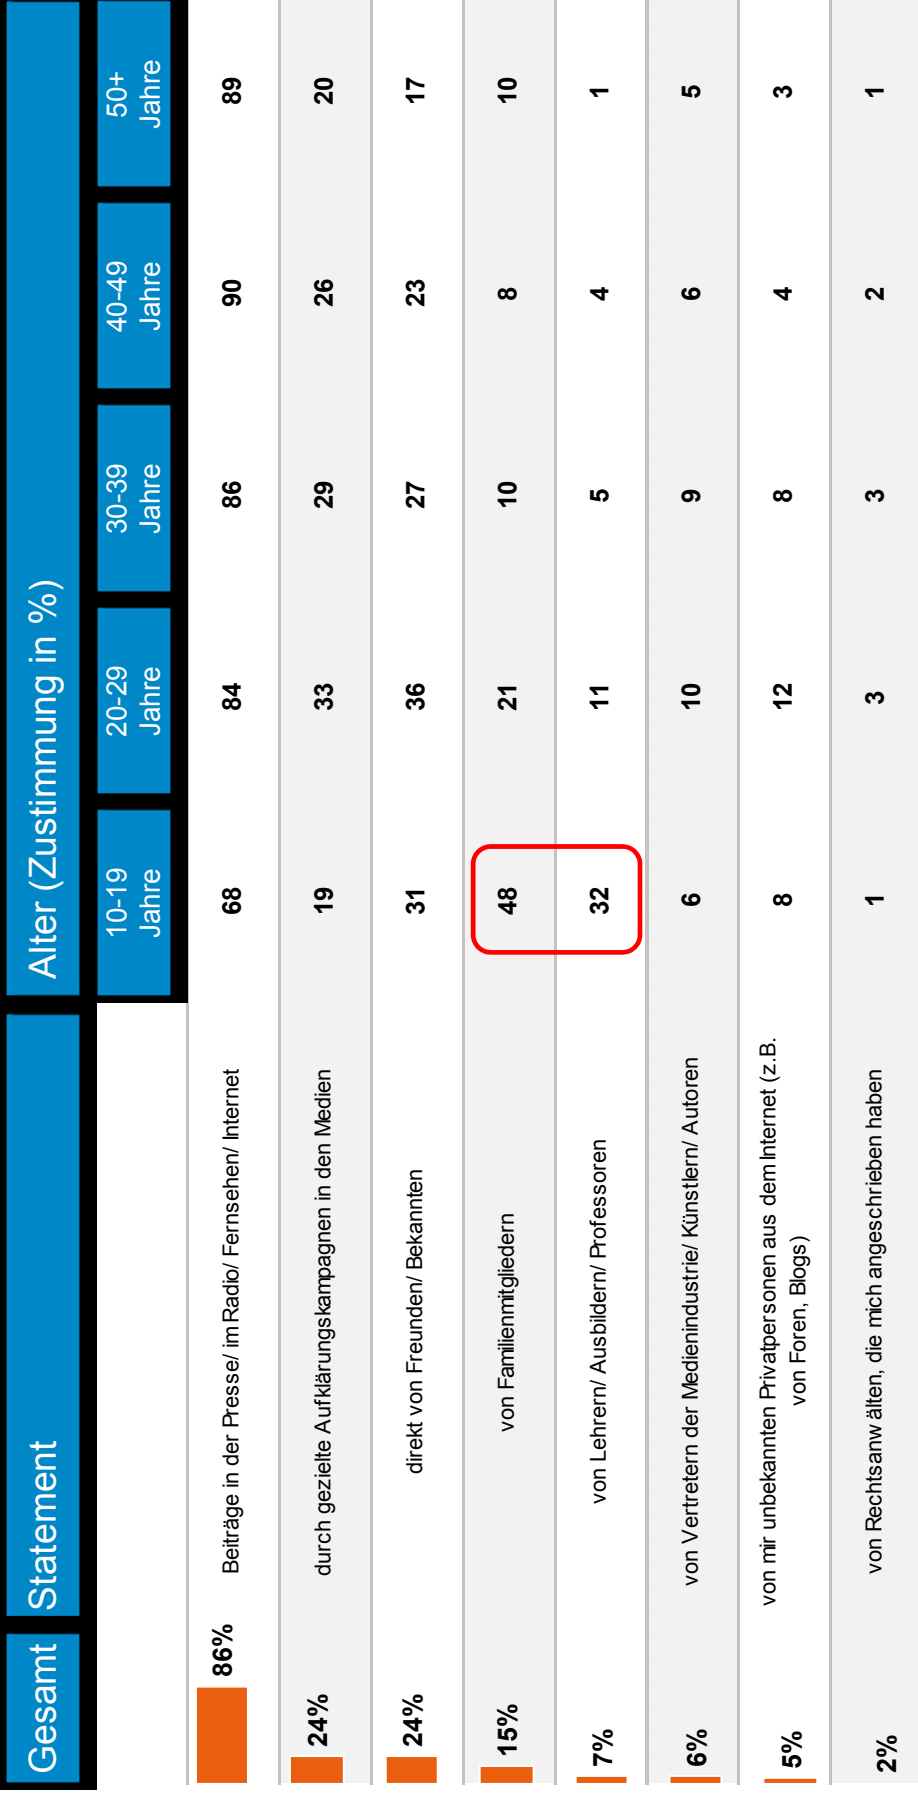 Gesamt Statement Alter (Zustimmung in %)
10-19 Jahre 20-29 Jahre 30-39 Jahre 40-49 Jahre 50+ Jahre
86% Beiträge in der Presse/ im Radio/ Fernsehen/ Internet 68 84 86 90 89
24% durch gezielte Aufklärungskampagnen in den Medien 19 33 29 26 20
24% direkt von Freunden/ Bekannten 31 36 27 23 17
15% von Familienmitgliedern 48 21 10 8 10
7% von Lehrern/ Ausbildern/ Professoren 32 11 5 4 1
6% von Vertretern der Medienindustrie/ Künstlern/ Autoren 6 10 9 6 5
5% von mir unbekannten Privatpersonen aus dem Internet (z.B.
von Foren, Blogs) 8 12 8 4 3
2% von Rechtsanwälten, die mich angeschrieben haben 1 3 3 2 1